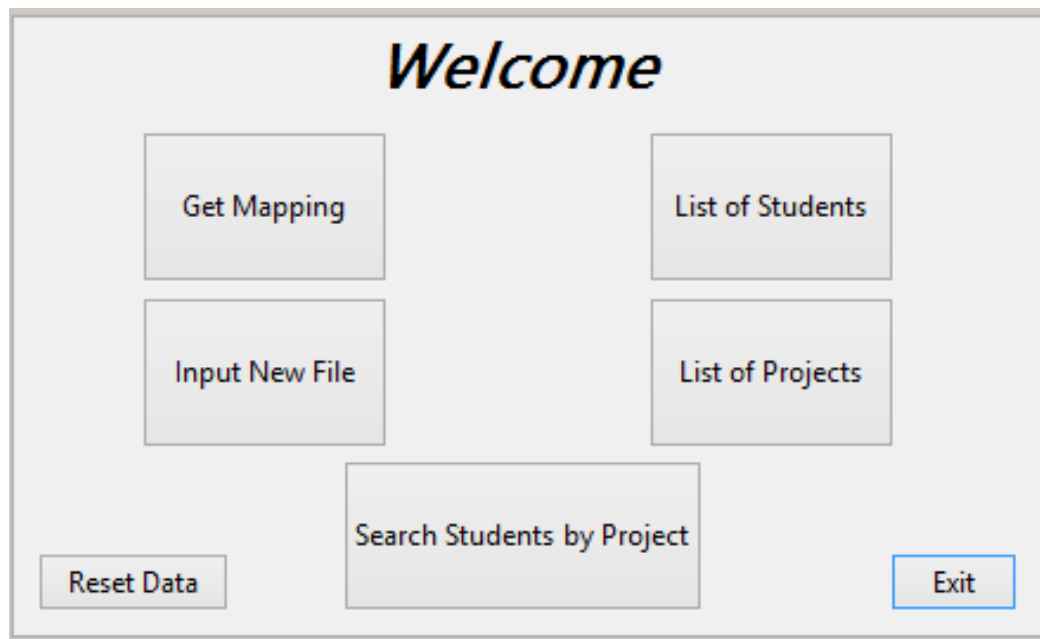 Welcome
Get Mapping
List of Students
Input New File
List of Projects
Search Students by Project
Reset Data
Exit